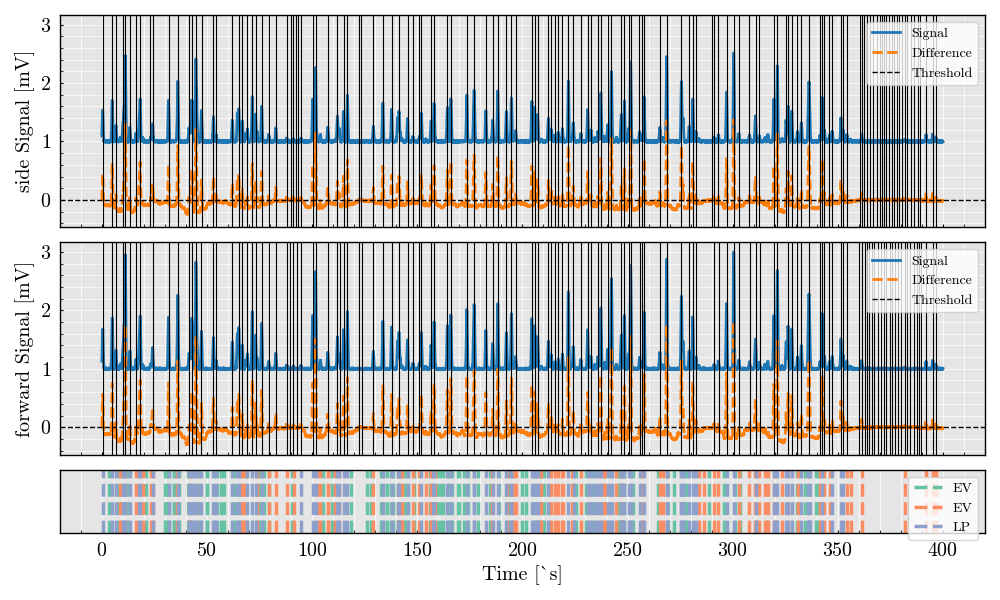 3
2
1
0
side Signal [mV]
Signal
Difference
Threshold
3
2
1
0
forward Signal [mV]
Signal
Difference
Threshold
EV
EV
LP
0 50 100 150 200 250 300 350 400
Time [`s]